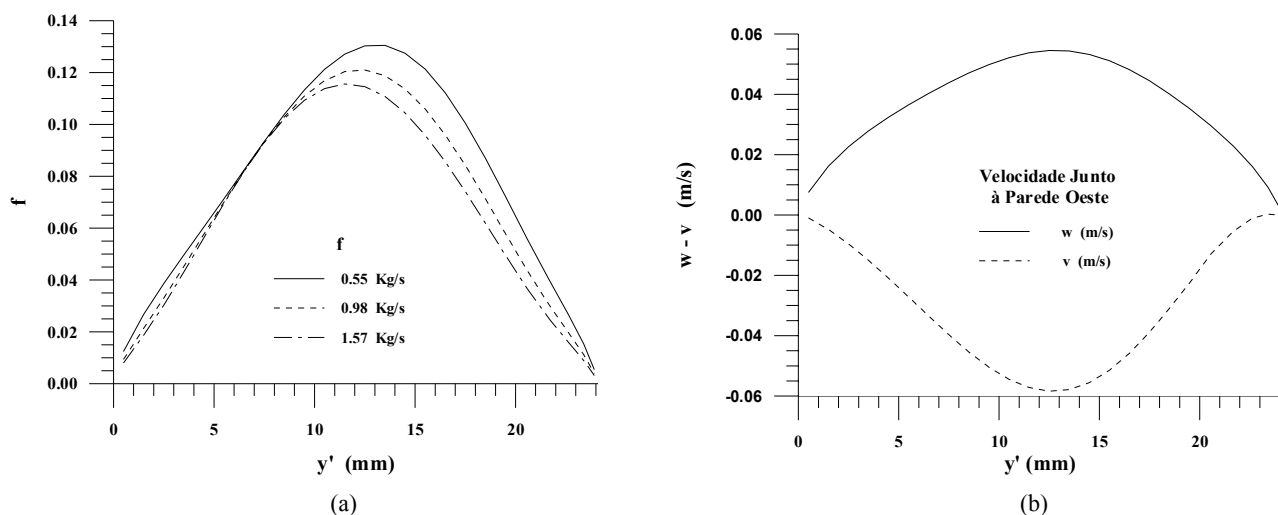 0.14
0.12
0.10
0.08
0.06
0.04
0.02
0.00
f
f
0.55 Kg/s
0.98 Kg/s
1.57 Kg/s
0 5 10 15 20
y' (mm)
(a)
0.06
0.04
0.02
0.00
-0.02
-0.04
-0.06
w - v (m/s)
Velocidade Junto
à Parede Oeste
w (m/s)
v (m/s)
0 5 10 15 20
y' (mm)
(b)